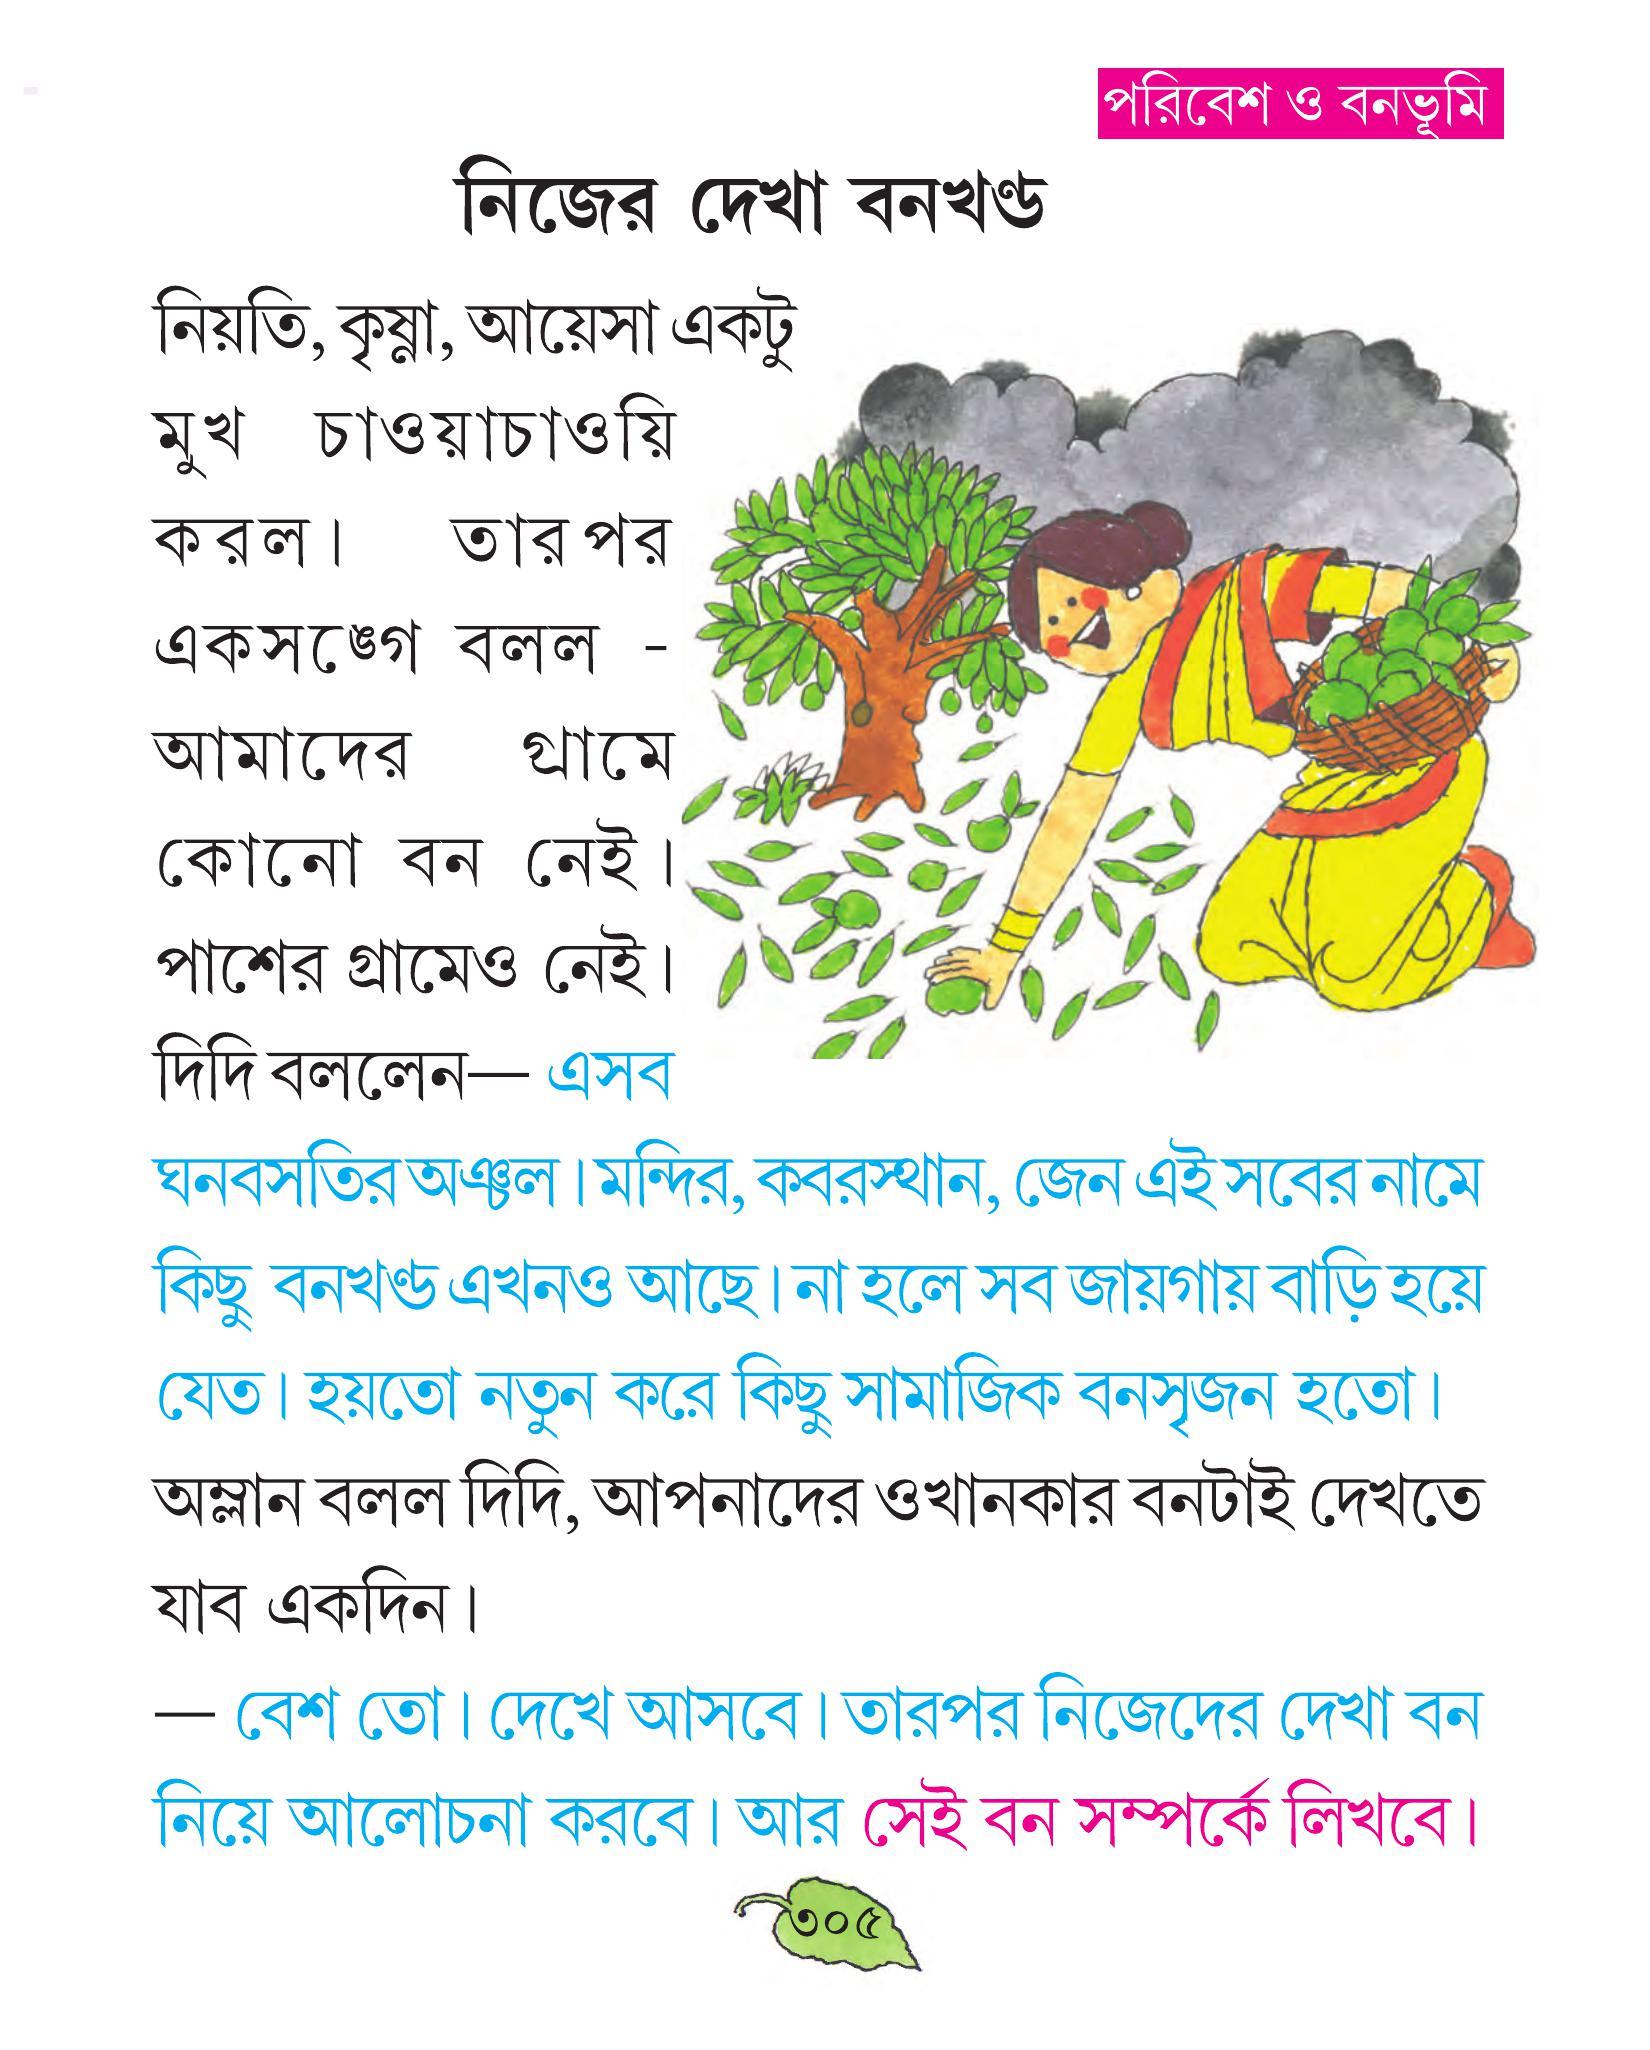 পরিবেশ ও বনভূমি
নিজের দেখা বনখণ্ড
নিয়তি, কৃষ্ণা, আয়েসা একটু
মুখ চাওয়াচাওয়ি
করল। তারপর
একসঙ্গে বলল -
আমাদের গ্রামে
কোনো বন নেই।
পাশের গ্রামেও নেই।
দিদি বললেন— এসব
ঘনবসতির অঞ্চল। মন্দির, কবরস্থান, জেন এই সবের নামে
কিছু বনখণ্ড এখনও আছে। না হলে সব জায়গায় বাড়ি হয়ে
যেত। হয়তো নতুন করে কিছু সামাজিক বনসৃজন হতো।
অম্লান বলল দিদি, আপনাদের ওখানকার বনটাই দেখতে
যাব একদিন।
— বেশ তো। দেখে আসবে। তারপর নিজেদের দেখা বন
নিয়ে আলোচনা করবে। আর সেই বন সম্পর্কে লিখবে।
৩০৫